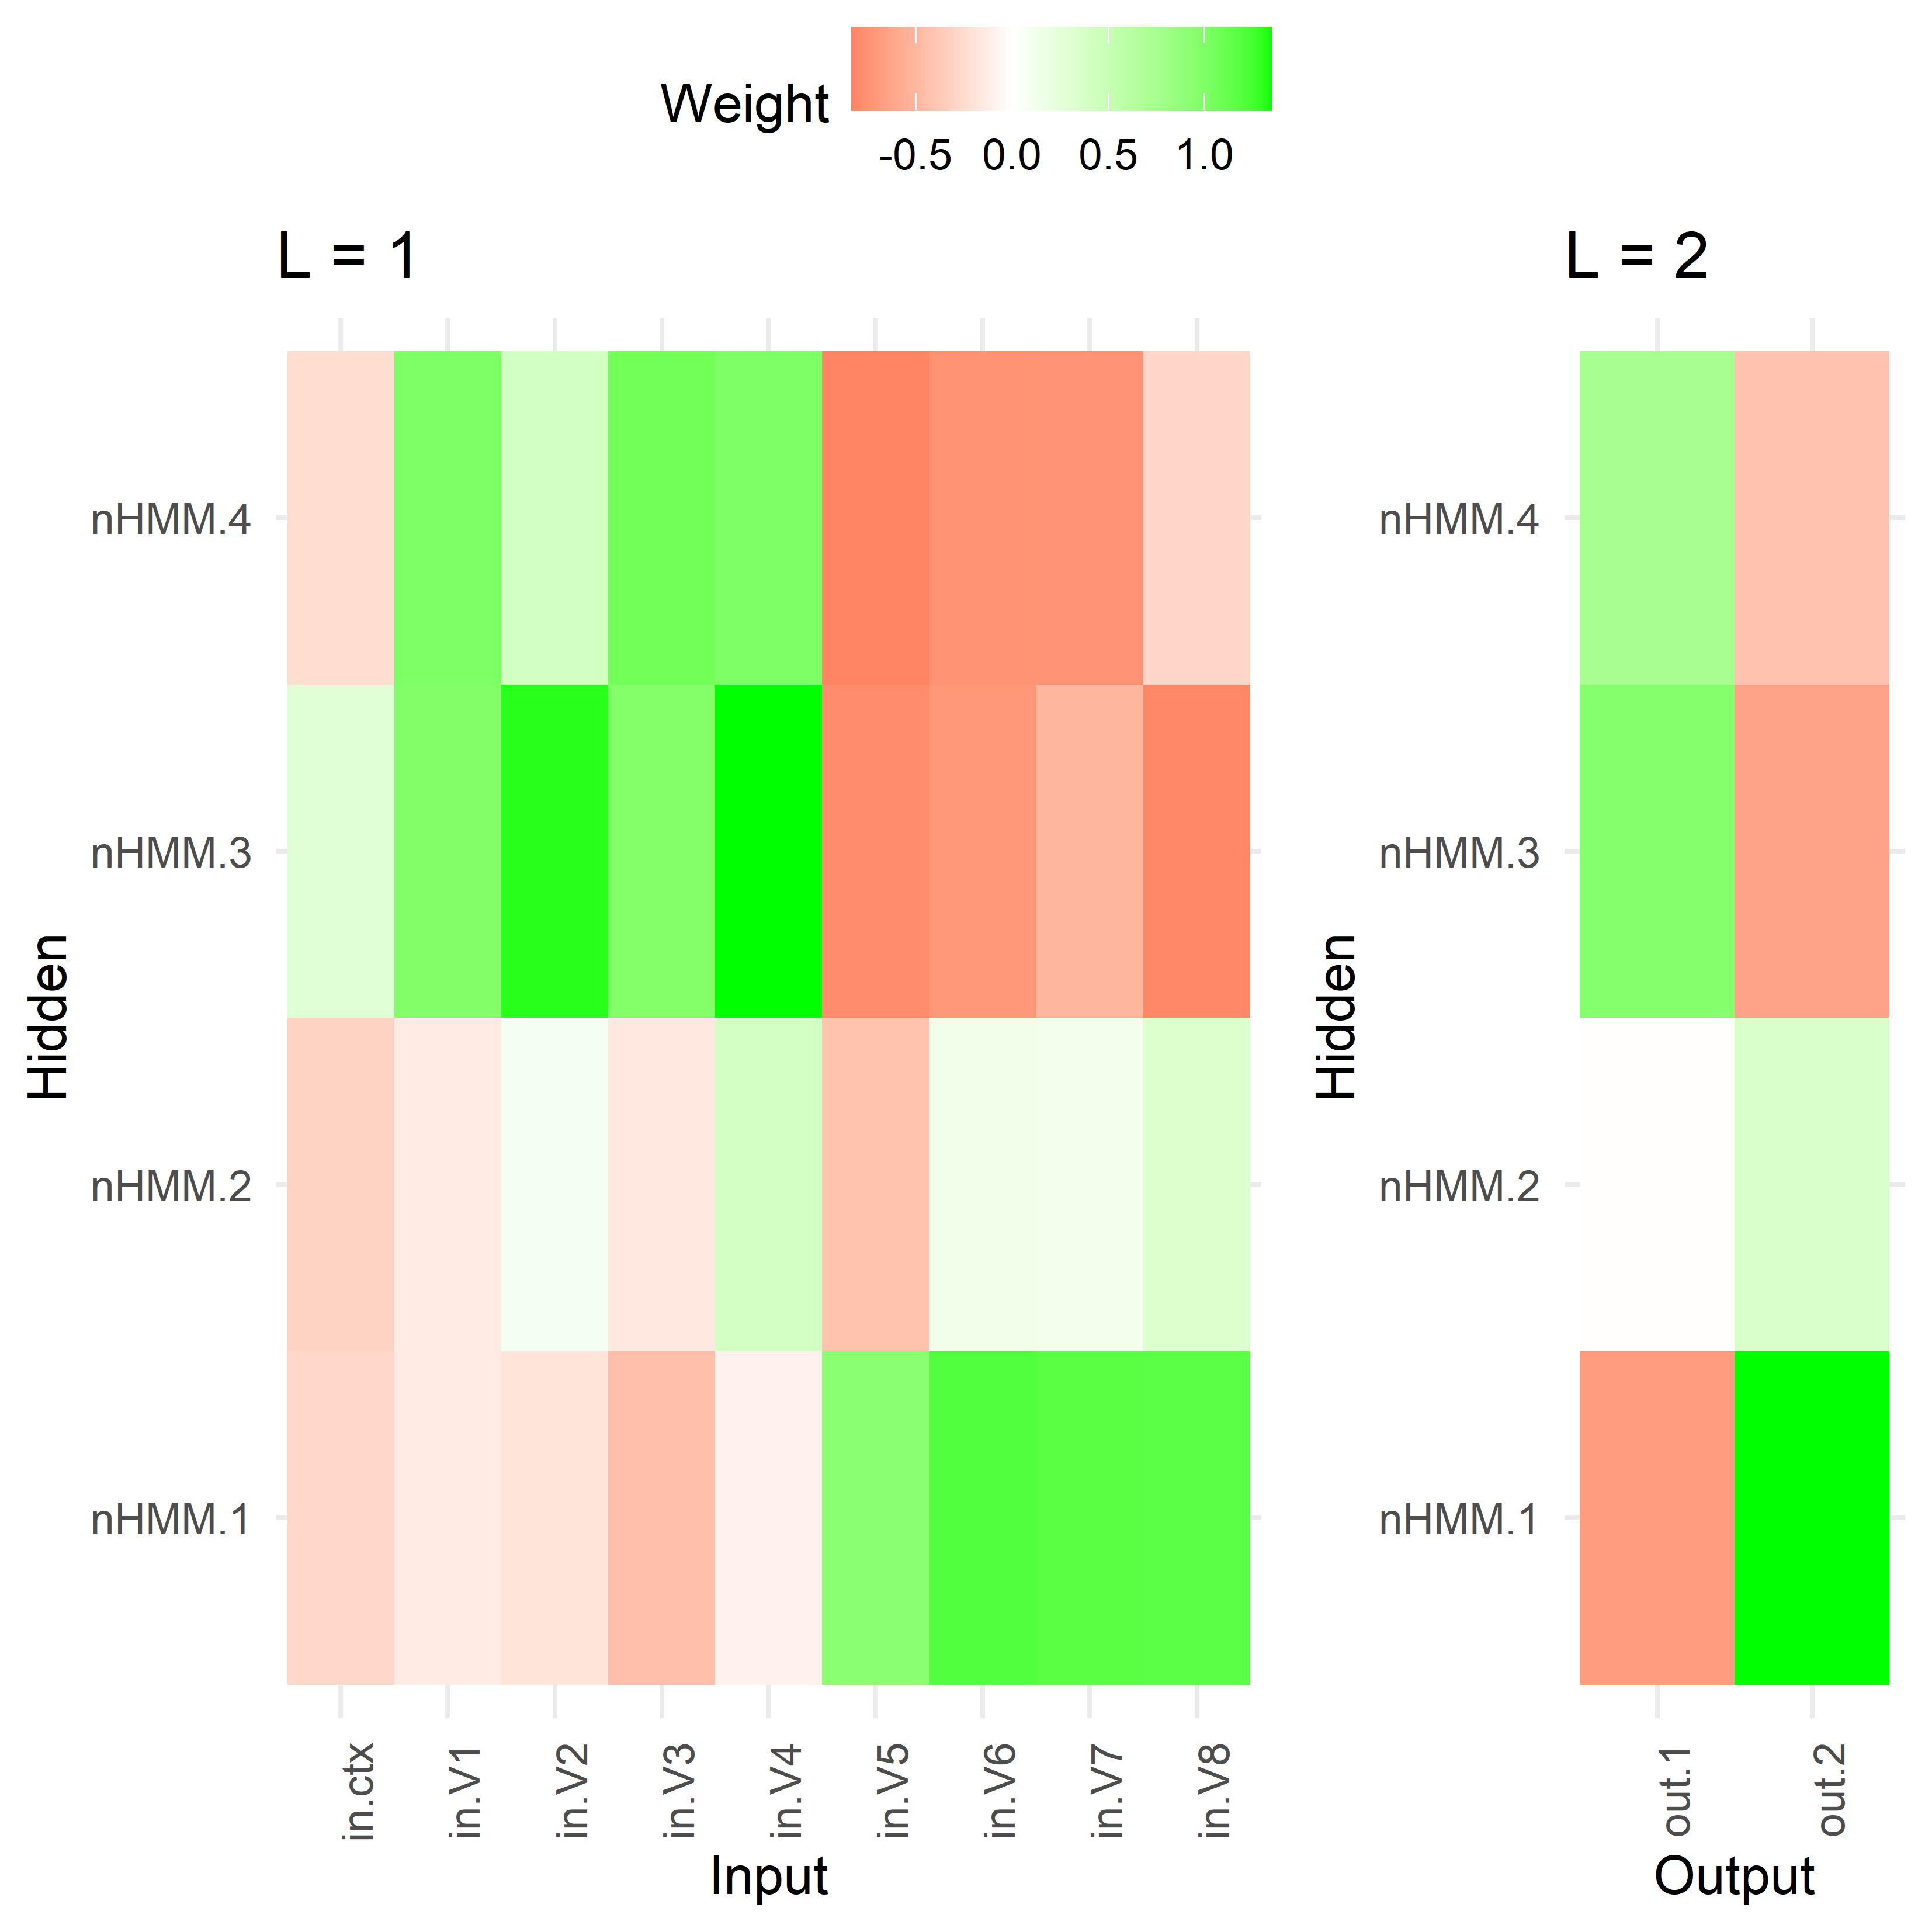 Weight
-0.5 0.0 0.5 1.0
L = 1
L = 2
Hidden
nHMM.4
nHMM.3
nHMM.2
nHMM.1
in.ctx in.V1 in.V2 in.V3 in.V4 in.V5 in.V6 in.V7 in.V8
Input
Hidden
nHMM.4
nHMM.3
nHMM.2
nHMM.1
out.1 out.2
Output